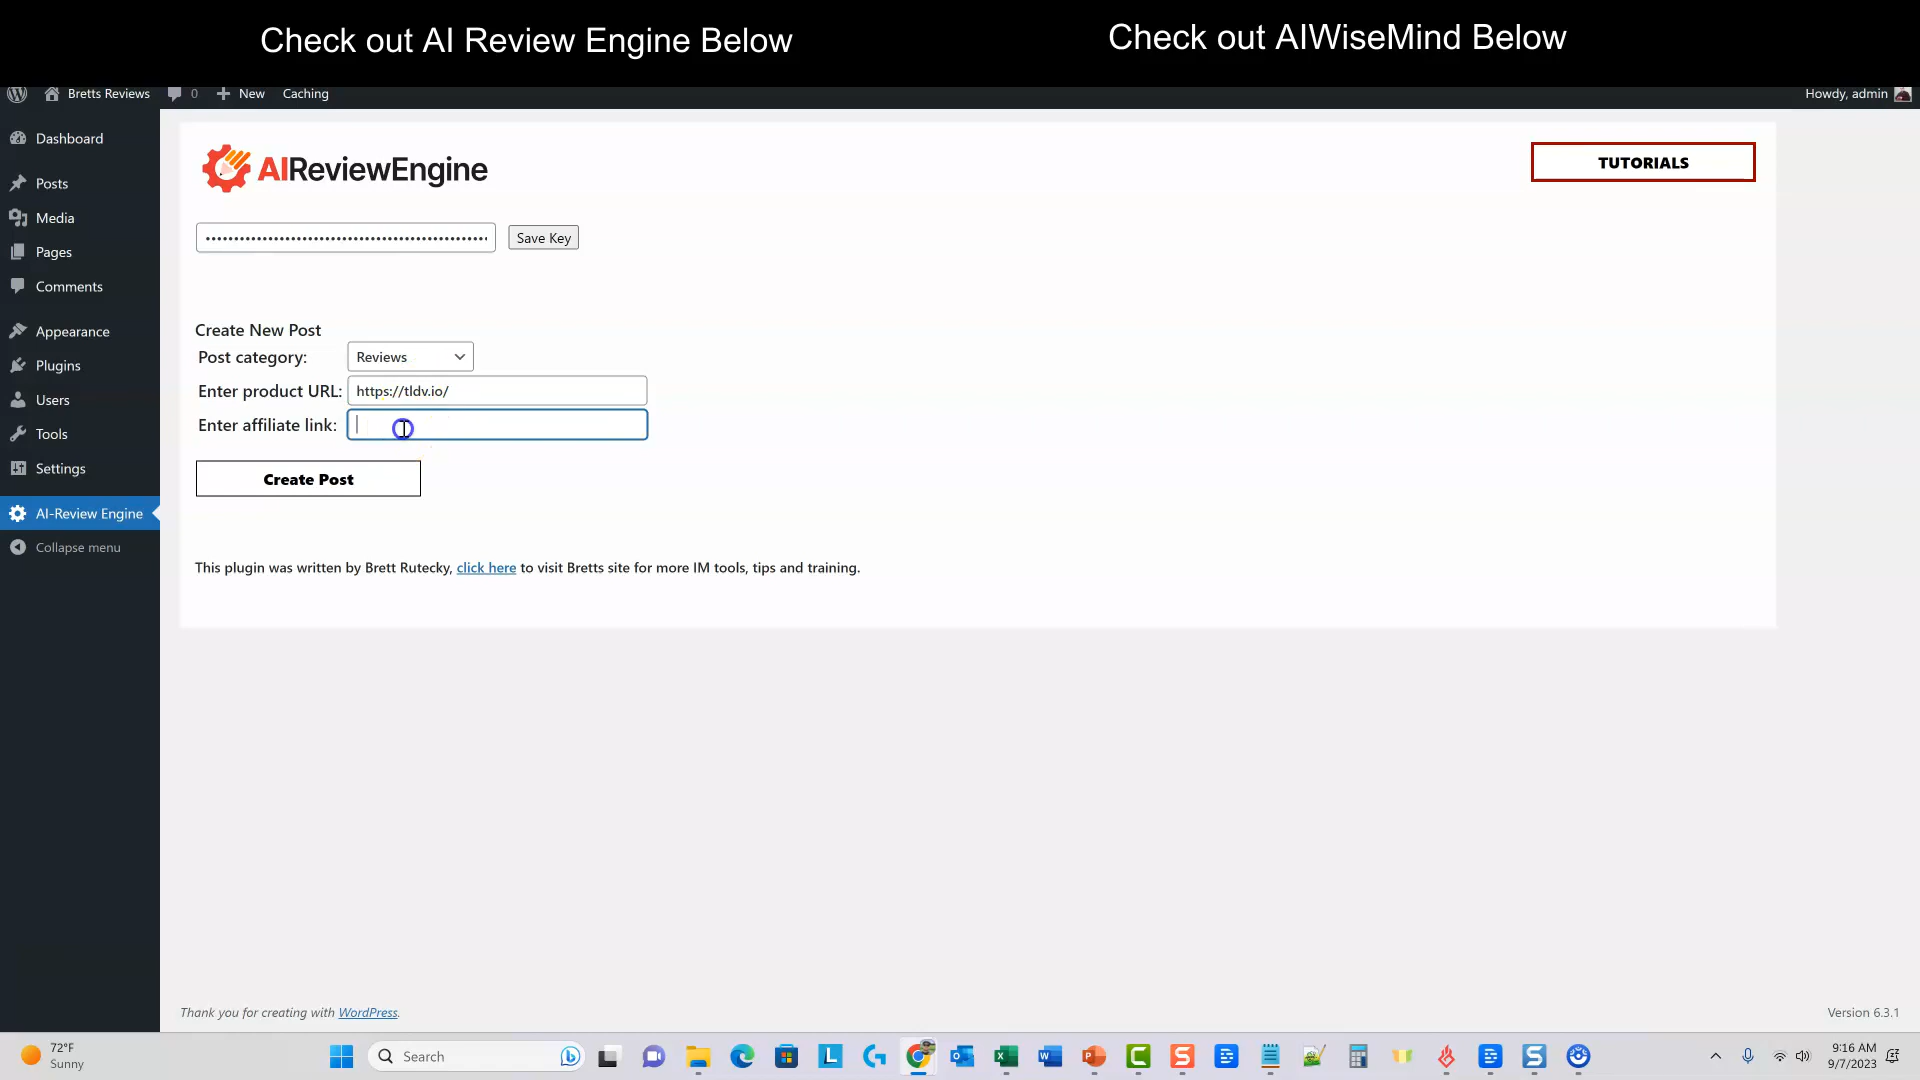 Check out AI Review Engine Below
Check out AIWiseMind Below
Bretts Reviews
0
New
Caching
Howdy, admin
Dashboard
Posts
Media
Pages
Comments
Appearance
Plugins
Users
Tools
Settings
AI-Review Engine
Collapse menu
AIReviewEngine
TUTORIALS
Save Key
Create New Post
Post category:
Reviews
Enter product URL:
https://tldv.io/
Enter affiliate link:
Create Post
This plugin was written by Brett Rutecky, click here to visit Bretts site for more IM tools, tips and training.
Thank you for creating with WordPress.
Version 6.3.1
72°F
Sunny
Search
9:16 AM
9/7/2023